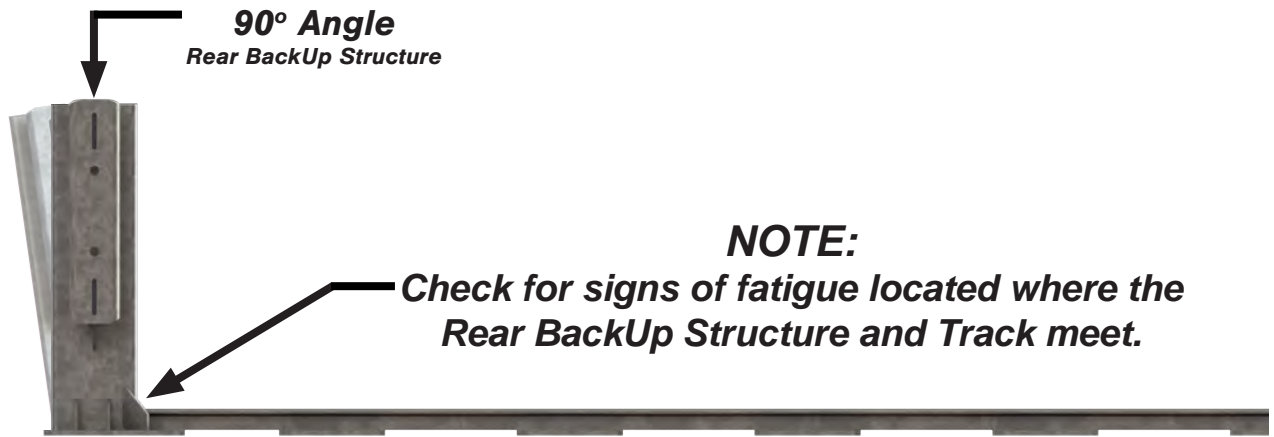 90º Angle
Rear BackUp Structure
NOTE:
Check for signs of fatigue located where the
Rear BackUp Structure and Track meet.